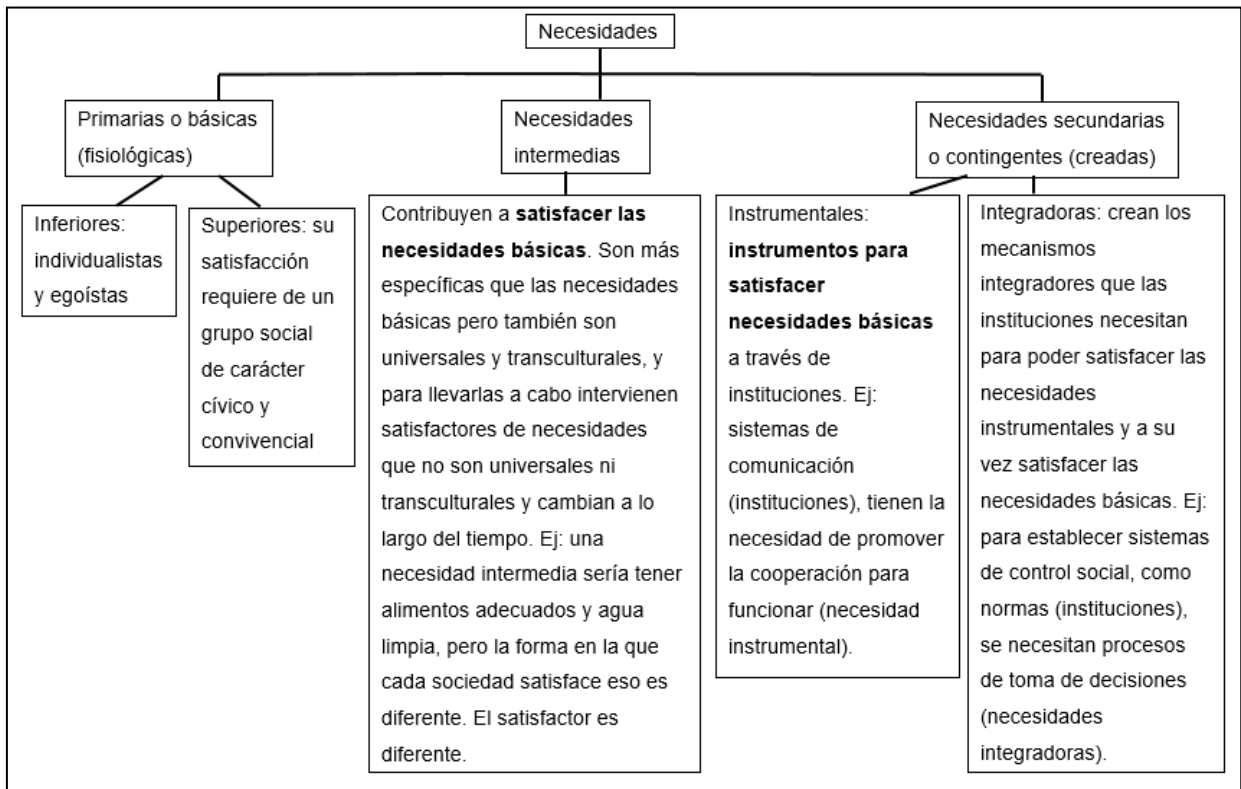 Necesidades
Primarias o básicas
(fisiológicas)
Inferiores:
individualistas
y egoístas
Superiores: su
satisfacción
requiere de un
grupo social
de carácter
cívico y
convivencial
Necesidades
intermedias
Contribuyen a satisfacer las
necesidades básicas. Son más
específicas que las necesidades
básicas pero también son
universales y transculturales, y
para llevarlas a cabo intervienen
satisfactores de necesidades
que no son universales ni
transculturales y cambian a lo
largo del tiempo. Ej: una
necesidad intermedia sería tener
alimentos adecuados y agua
limpia, pero la forma en la que
cada sociedad satisface eso es
diferente. El satisfactor es
diferente.
Necesidades secundarias
o contingentes (creadas)
Instrumentales:
instrumentos para
satisfacer
necesidades básicas
a través de
instituciones. Ej:
sistemas de
comunicación
(instituciones), tienen la
necesidad de promover
la cooperación para
funcionar (necesidad
instrumental).
Integradoras: crean los
mecanismos
integradores que las
instituciones necesitan
para poder satisfacer las
necesidades
instrumentales y a su
vez satisfacer las
necesidades básicas. Ej:
para establecer sistemas
de control social, como
normas (instituciones),
se necesitan procesos
de toma de decisiones
(necesidades
integradoras).